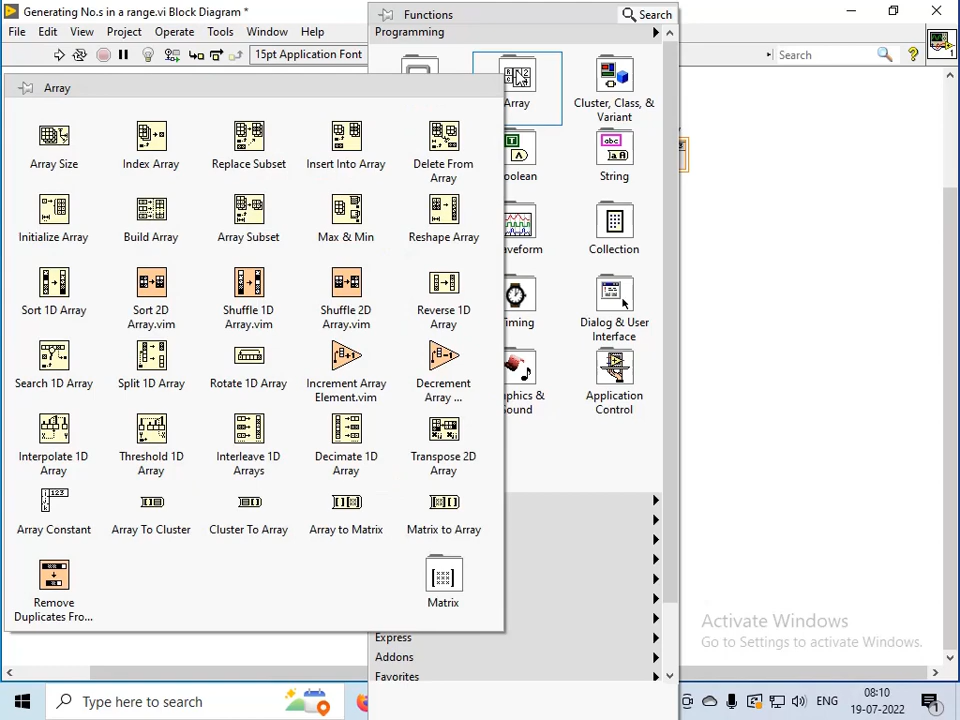 Generating No.s in a range.vi Block Diagram *
File Edit View Project Operate Tools Window Help
15pt Application Font
Search
Functions
Search
Programming
Array
Cluster, Class, &
Variant
String
Collection
Dialog & User
Interface
Application
Control
Sound
Express
Addons
Favorites
Array
Array Size
Index Array
Replace Subset
Insert Into Array
Delete From
Array
Initialize Array
Build Array
Array Subset
Max & Min
Reshape Array
Sort 1D Array
Sort 2D
Array.vim
Shuffle 1D
Array.vim
Shuffle 2D
Array.vim
Reverse 1D
Array
Search 1D Array
Split 1D Array
Rotate 1D Array
Increment Array
Element.vim
Decrement
Array ...
Interpolate 1D
Array
Threshold 1D
Array
Interleave 1D
Arrays
Decimate 1D
Array
Transpose 2D
Array
Array Constant
Array To Cluster
Cluster To Array
Array to Matrix
Matrix to Array
Remove
Duplicates Fro...
Matrix
Activate Windows
Go to Settings to activate Windows.
Type here to search
ENG
08:10
19-07-2022